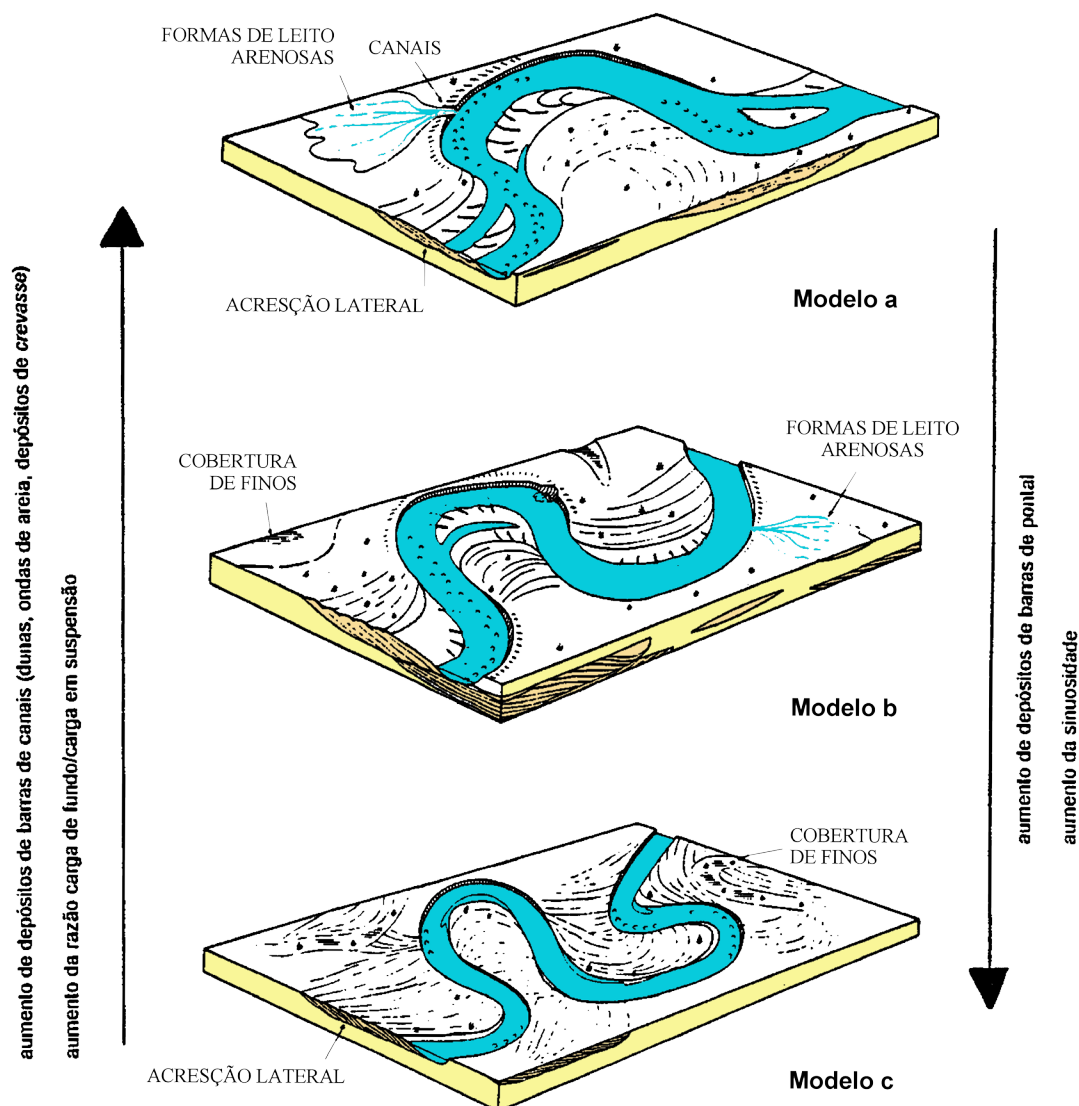 FORMAS DE LEITO
ARENOSAS
CANAIS
ACRESÇÃO LATERAL
Modelo a
COBERTURA
DE FINOS
FORMAS DE LEITO
ARENOSAS
Modelo b
COBERTURA
DE FINOS
ACRESÇÃO LATERAL
Modelo c
aumento de depósitos de barras de canais (dunas, ondas de areia, depósitos de crevasse)
aumento da razão carga de fundo/carga em suspensão
aumento de depósitos de barras de pontal
aumento da sinuosidade